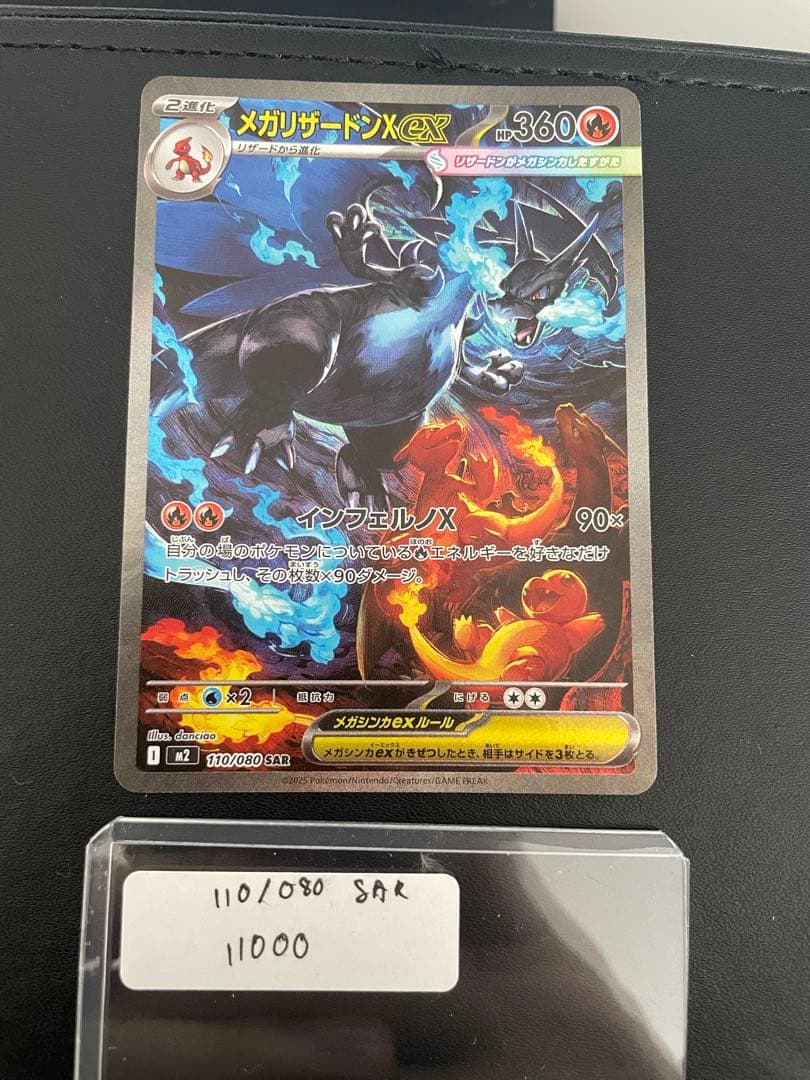 2進化
メガリザードンXex
HP360
リザードから進化
リザードンがメガシンカしたすがた
インフェルノX 90×
自分の場のポケモンについているエネルギーを好きなだけ
トラッシュし、その枚数×90ダメージ。
弱点 ×2 抵抗力 にげる
メガシンカexルール
メガシンカexがきぜつしたとき、相手はサイドを3枚とる。
Illus. danciao
I M2 110/080 SAR
©2025 Pokémon/Nintendo/Creatures/GAME FREAK.
110/080 SAR
11000